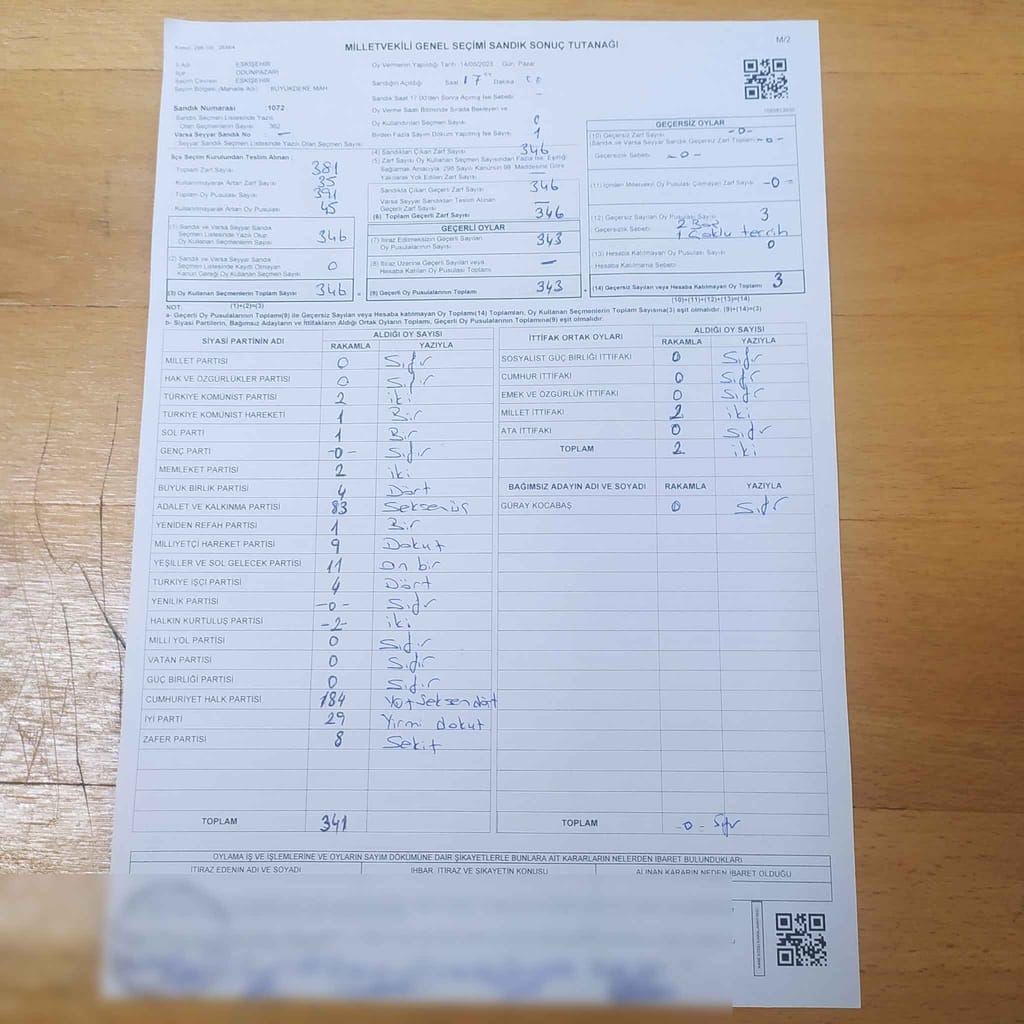 MİLLETVEKİLİ GENEL SEÇİMİ SANDIK SONUÇ TUTANAĞI
M/2
İl Adı ESKİŞEHİR
İlçe ODUNPAZARI
Seçim Çevresi ESKİŞEHİR
Seçim Bölgesi (Mahalle Adı) BÜYÜKDERE MAH
Oy Vermenin Yapıldığı Tarih : 14/05/2023 Gün: Pazar
Sandığın Açıldığı Saat 17 Dakika
Sandık Saat 17.00'den Sonra Açılmış İse Sebebi –
Sandık Numarası :1072
Sandık Seçmen Listesinde Yazılı
Olan Seçmenlerin Sayısı 362
Varsa Seyyar Sandık No –
Seyyar Sandık Seçmen Listesinde Yazılı Olan Seçmen Sayısı
Oy Verme Saati Bitiminde Sırada Bekleyen ve
Oy Kullandırılan Seçmen Sayısı 0
Birden Fazla Sayım Döküm Yapılmış İse Sayısı 1
İlçe Seçim Kurulundan Teslim Alınan :
Toplam Zarf Sayısı 381
Kullanılmayarak Artan Zarf Sayısı 35
Toplam Oy Pusulası Sayısı 391
Kullanılmayarak Artan Oy Pusulası 45
(1) Sandık ve Varsa Seyyar Sandık
Seçmen Listesinde Yazılı Olup
Oy Kullanan Seçmenlerin Sayısı 346
(2) Sandık ve Varsa Seyyar Sandık
Seçmen Listesinde Kaydı Olmayan
Kanun Gereği Oy Kullanan Seçmen Sayısı 0
(3) Oy Kullanan Seçmenlerin Toplam Sayısı 346
(1)+(2)=(3)
(4) Sandıktan Çıkan Zarf Sayısı 346
(5) Zarf Sayısı Oy Kullanan Seçmen Sayısından Fazla İse, Eşitliği
Sağlamak Amacıyla, 298 Sayılı Kanunun 98. Maddesine Göre
Yakılarak Yok Edilen Zarf Sayısı
Sandıkta Çıkan Geçerli Zarf Sayısı 346
Varsa Seyyar Sandıktan Teslim Alınan
Geçerli Zarf Sayısı –
(6) Toplam Geçerli Zarf Sayısı 346
GEÇERLİ OYLAR
(7) İtiraz Edilmeksizin Geçerli Sayılan
Oy Pusulalarının Sayısı 343
(8) İtiraz Üzerine Geçerli Sayılan veya
Hesaba Katılan Oy Pusulası Toplamı –
(9) Geçerli Oy Pusulalarının Toplamı 343
GEÇERSİZ OYLAR
(10) Geçersiz Zarf Sayısı -0-
(Sandık ve Varsa Seyyar Sandık Zarf Toplamı) -0-
Geçersizlik Sebebi -0-
(11) İçinden Milletvekili Oy Pusulası Çıkmayan Zarf Sayısı -0-
(12) Geçersiz Sayılan Oy Pusulası Sayısı 3
Geçersizlik Sebebi 2 Boş
1 Çoklu tercih
(13) Hesaba Katılmayan Oy Pusulası Sayısı 0
Hesaba Katılmama Sebebi
(14) Geçersiz Sayılan veya Hesaba Katılmayan Oy Toplamı 3
(10)+(11)+(12)+(13)=(14)
NOT:
a- Geçerli Oy Pusulalarının Toplamı(9) ile Geçersiz Sayılan veya Hesaba katılmayan Oy Toplamı(14) Toplamları, Oy Kullanan Seçmenlerin Toplam Sayısına(3) eşit olmalıdır. (9)+(14)=(3)
b- Siyasi Partilerin, Bağımsız Adayların ve İttifakların Aldığı Ortak Oyların Toplamı, Geçerli Oy Pusulalarının Toplamına(9) eşit olmalıdır.
SİYASİ PARTİNİN ADI ALDIĞI OY SAYISI
RAKAMLA YAZIYLA
MİLLET PARTİSİ 0 Sıfır
HAK VE ÖZGÜRLÜKLER PARTİSİ 0 Sıfır
TÜRKİYE KOMÜNİST PARTİSİ 2 iki
TÜRKİYE KOMÜNİST HAREKETİ 1 Bir
SOL PARTİ 1 Bir
GENÇ PARTİ -0- Sıfır
MEMLEKET PARTİSİ 2 iki
BÜYÜK BİRLİK PARTİSİ 4 Dört
ADALET VE KALKINMA PARTİSİ 83 Seksenüç
YENİDEN REFAH PARTİSİ 1 Bir
MİLLİYETÇİ HAREKET PARTİSİ 9 Dokuz
YEŞİLLER VE SOL GELECEK PARTİSİ 11 On bir
TÜRKİYE İŞÇİ PARTİSİ 4 Dört
YENİLİK PARTİSİ -0- Sıfır
HALKIN KURTULUŞ PARTİSİ -2- iki
MİLLİ YOL PARTİSİ 0 Sıfır
VATAN PARTİSİ 0 Sıfır
GÜÇ BİRLİĞİ PARTİSİ 0 Sıfır
CUMHURİYET HALK PARTİSİ 184 Yüz Seksen dört
İYİ PARTİ 29 Yirmi dokuz
ZAFER PARTİSİ 8 Sekiz
TOPLAM 341
İTTİFAK ORTAK OYLARI ALDIĞI OY SAYISI
RAKAMLA YAZIYLA
SOSYALİST GÜÇ BİRLİĞİ İTTİFAKI 0 Sıfır
CUMHUR İTTİFAKI 0 Sıfır
EMEK VE ÖZGÜRLÜK İTTİFAKI 0 Sıfır
MİLLET İTTİFAKI 2 iki
ATA İTTİFAKI 0 Sıfır
TOPLAM 2 iki
BAĞIMSIZ ADAYIN ADI VE SOYADI RAKAMLA YAZIYLA
GÜRAY KOCABAŞ 0 Sıfır
TOPLAM -0- Sıfır
OYLAMA İŞ VE İŞLEMLERİNE VE OYLARIN SAYIM DÖKÜMÜNE DAİR ŞİKAYETLERLE BUNLARA AİT KARARLARIN NELERDEN İBARET BULUNDUKLARI
İTİRAZ EDENİN ADI VE SOYADI İHBAR, İTİRAZ VE ŞİKAYETİN KONUSU ALINAN KARARIN NEDEN İBARET OLDUĞU